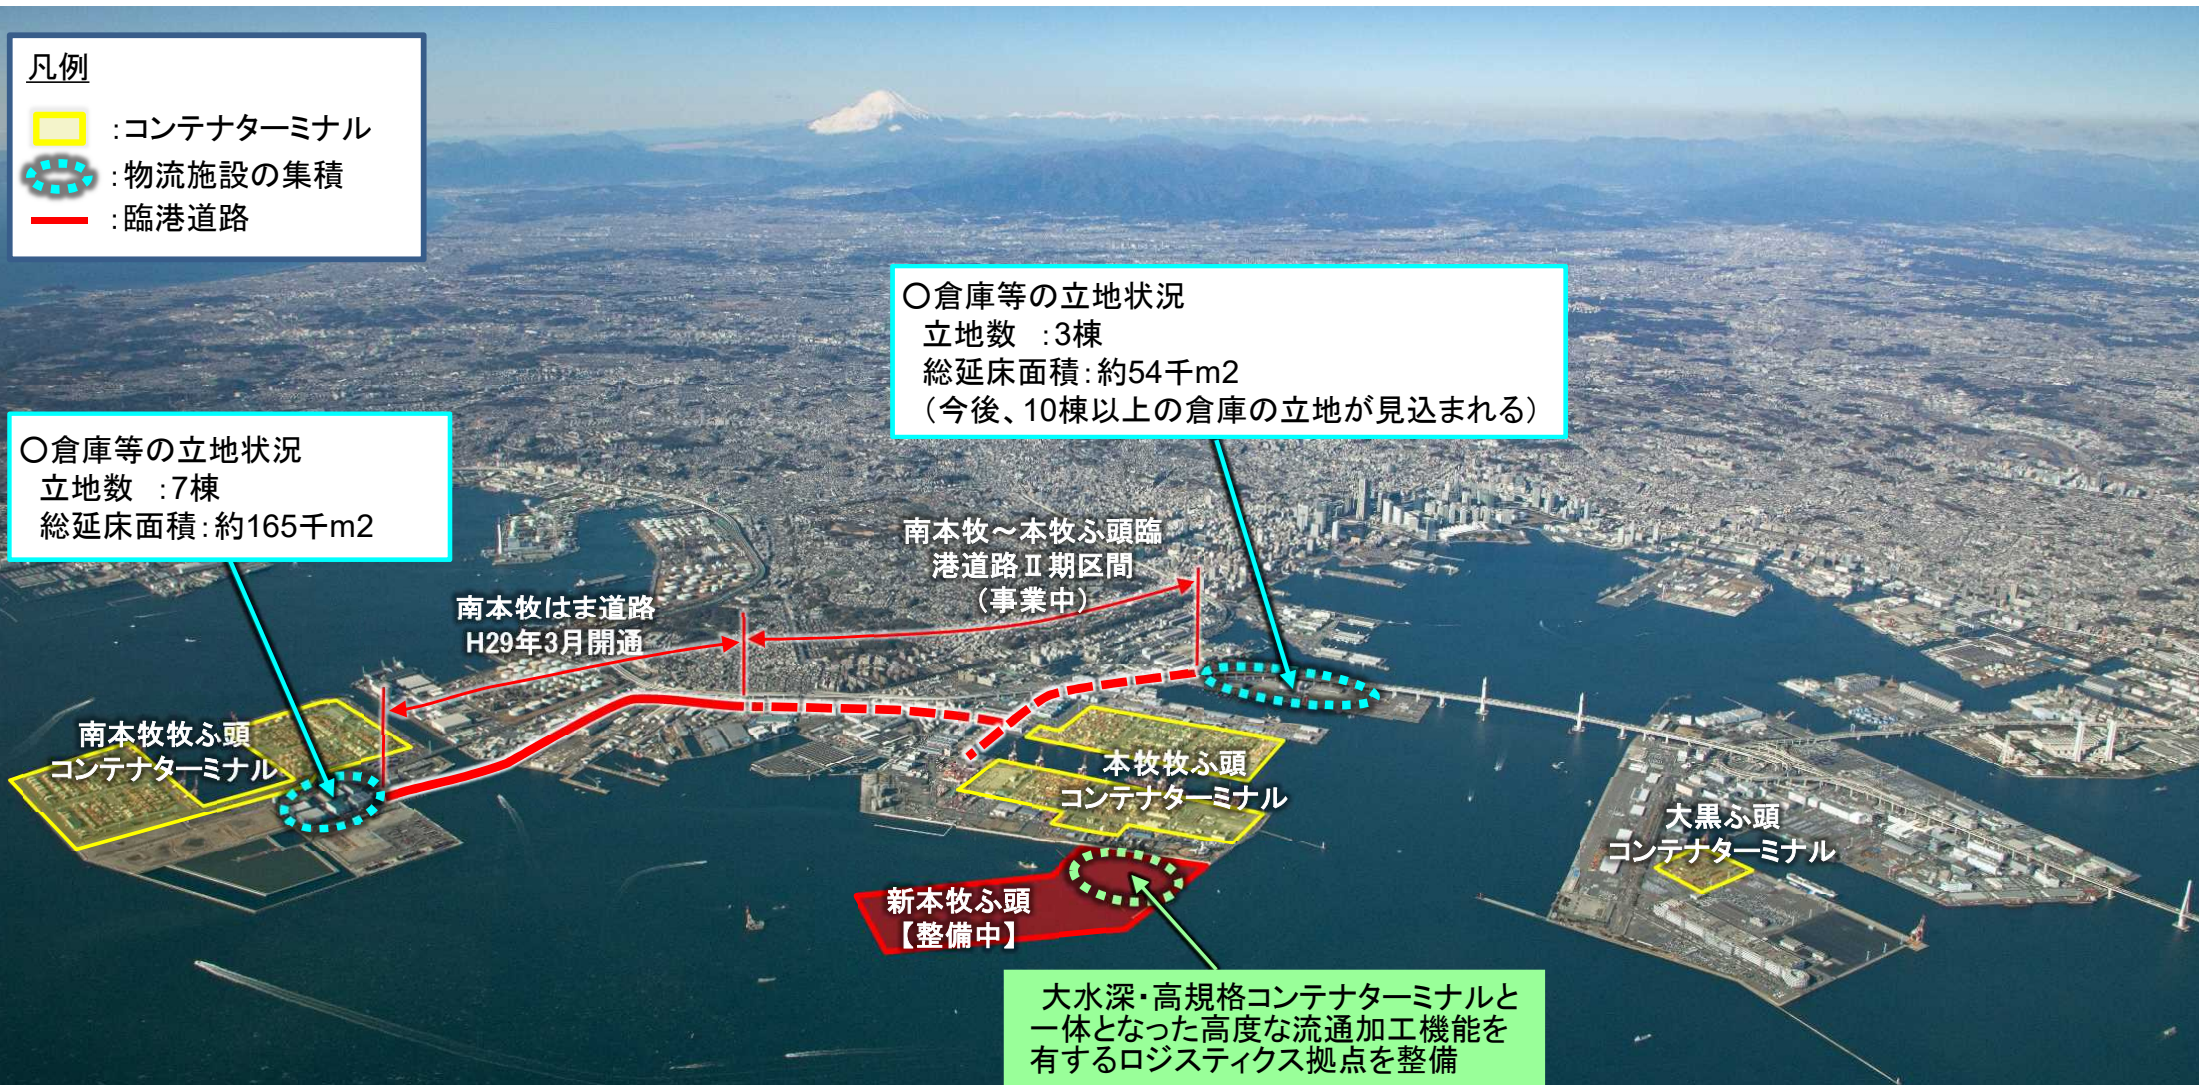 凡例
:コンテナターミナル
:物流施設の集積
:臨港道路
〇倉庫等の立地状況
立地数　:3棟
総延床面積:約54千m2
(今後、10棟以上の倉庫の立地が見込まれる)
〇倉庫等の立地状況
立地数　:7棟
総延床面積:約165千m2
南本牧～本牧ふ頭臨
港道路Ⅱ期区間
(事業中)
南本牧はま道路
H29年3月開通
南本牧牧ふ頭
コンテナターミナル
本牧牧ふ頭
コンテナターミナル
大黒ふ頭
コンテナターミナル
新本牧ふ頭
【整備中】
大水深・高規格コンテナターミナルと
一体となった高度な流通加工機能を
有するロジスティクス拠点を整備